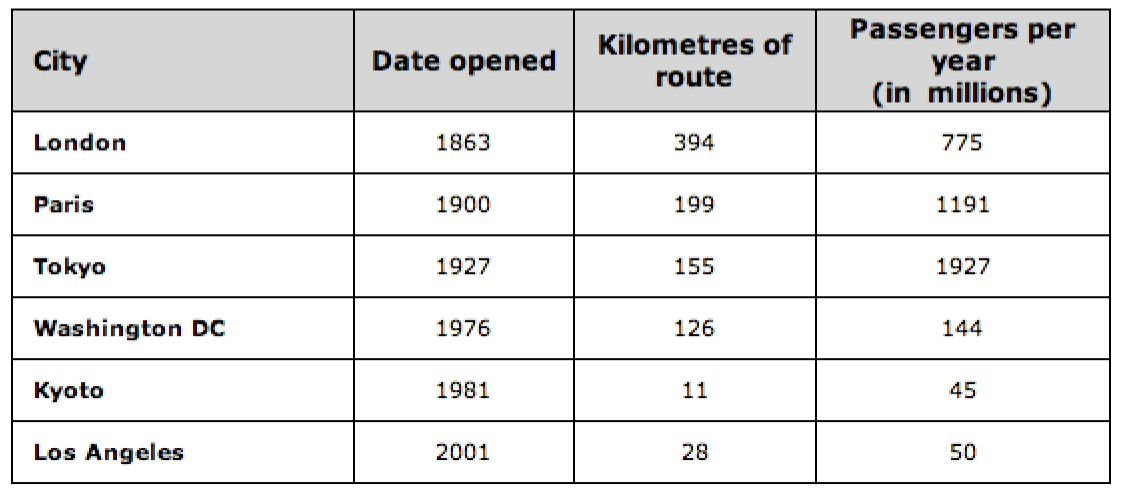 City Date opened Kilometres of route Passengers per year (in millions)
London 1863 394 775
Paris 1900 199 1191
Tokyo 1927 155 1927
Washington DC 1976 126 144
Kyoto 1981 11 45
Los Angeles 2001 28 50